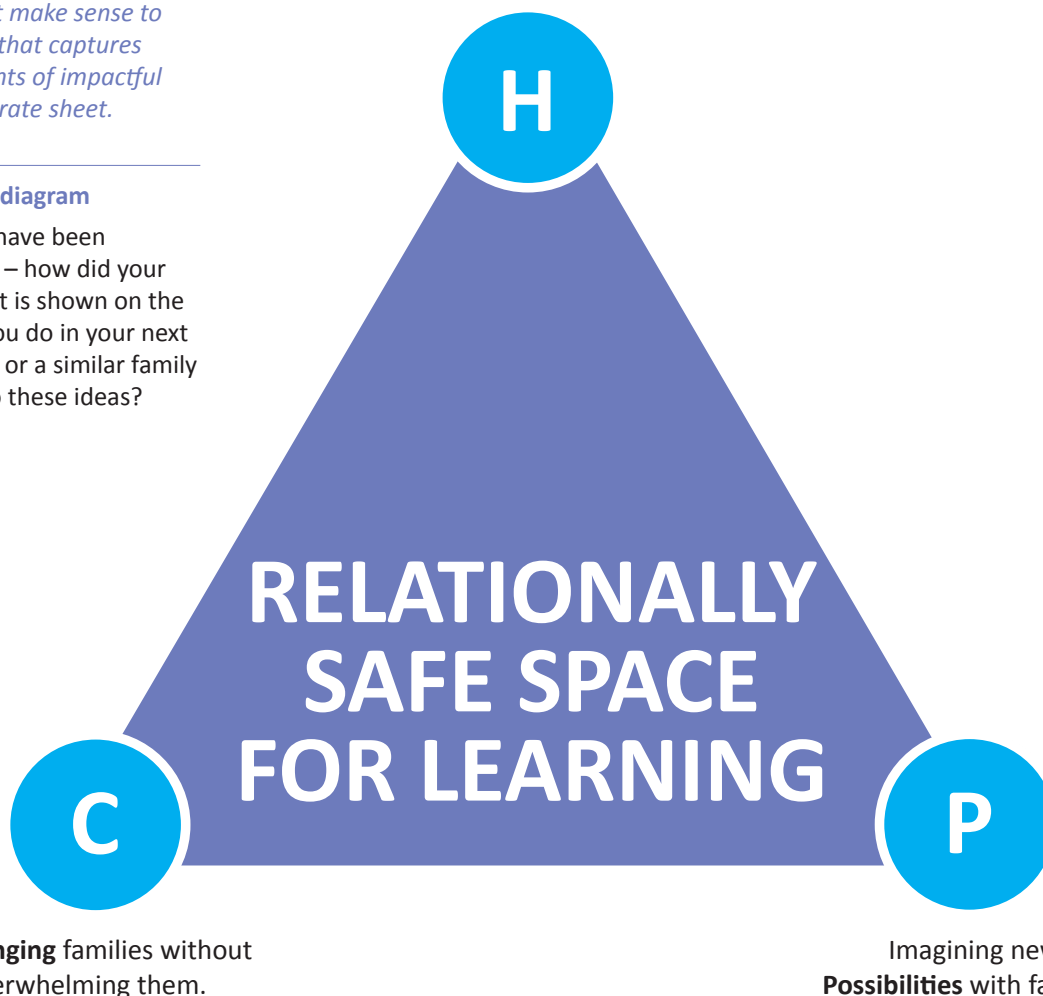 t make sense to
that captures
nts of impactful
rate sheet.
diagram
have been
– how did your
t is shown on the
ou do in your next
or a similar family
o these ideas?
H
RELATIONALLY
SAFE SPACE
FOR LEARNING
C
P
nging families without
erwhelming them.
Imagining new
Possibilities with fa